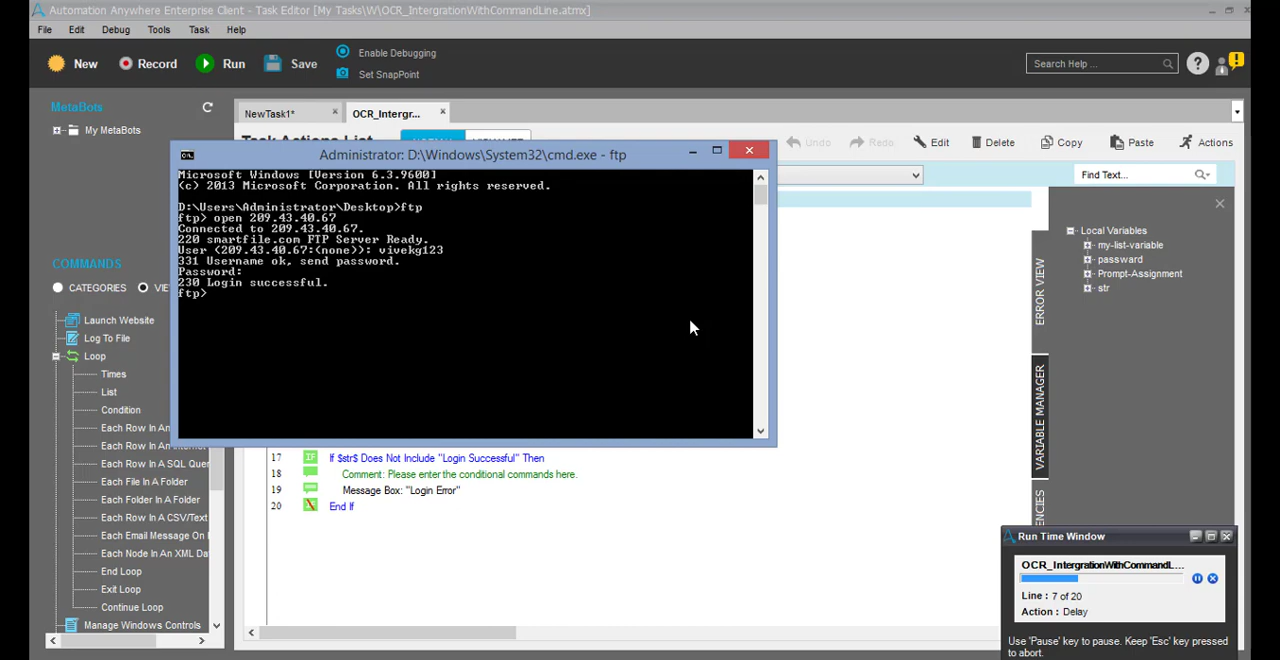 Automation Anywhere Enterprise Client - Task Editor [My Tasks\W\OCR_IntergrationWithCommandLine.atmx]
File Edit Debug Tools Task Help
New Record Run Save
Enable Debugging
Set SnapPoint
Search Help ...
MetaBots
My MetaBots
NewTask1*
OCR_Intergr...
Undo Redo Edit Delete Copy Paste Actions
Find Text...
Administrator: D:\Windows\System32\cmd.exe - ftp
Microsoft Windows [Version 6.3.9600]
(c) 2013 Microsoft Corporation. All rights reserved.
D:\Users\Administrator\Desktop>ftp
ftp> open 209.43.40.67
Connected to 209.43.40.67.
220 smartfile.com FTP Server Ready.
User (209.43.40.67:(none)): vivekg123
331 Username ok, send password.
Password:
230 Login successful.
ftp>
COMMANDS
CATEGORIES
Launch Website
Log To File
Loop
Times
List
Condition
Each Row In An
Each Row In A SQL Quer
Each File In A Folder
Each Folder In A Folder
Each Row In A CSV/Text
Each Email Message On
Each Node In An XML Da
End Loop
Exit Loop
Continue Loop
Manage Windows Controls
17 IF If $str$ Does Not Include "Login Successful" Then
18 Comment: Please enter the conditional commands here.
19 Message Box: "Login Error"
20 End If
Local Variables
my-list-variable
passward
Prompt-Assignment
str
ERROR VIEW
VARIABLE MANAGER
Run Time Window
OCR_IntergrationWithCommandL...
Line : 7 of 20
Action : Delay
Use 'Pause' key to pause. Keep 'Esc' key pressed
to abort.